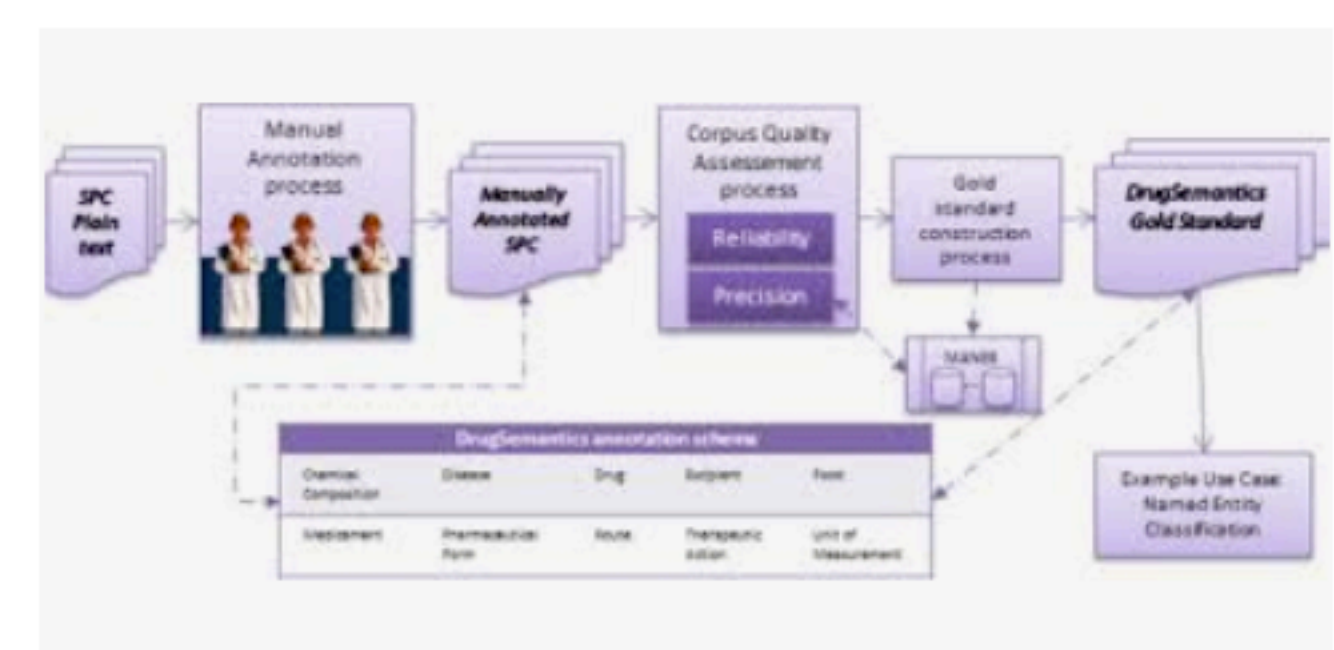 SPC
Plain
text
Manual
Annotation
process
Manually
Annotated
SPC
Corpus Quality
Assessement
process
Reliability
Precision
Gold
standard
construction
process
DrugSemantics
Gold Standard
DrugSemantics annotation scheme
Chemical
Composition
Disease
Drug
Excipient
Food
Medicament
Pharmaceutical
Form
Route
Therapeutic
Action
Unit of
Measurement
Example Use Case:
Named Entity
Classification